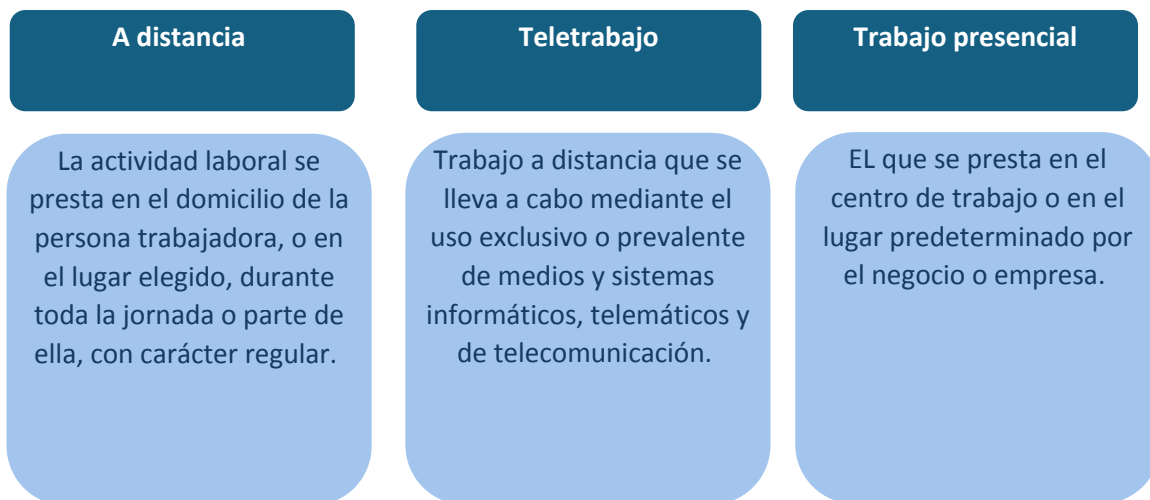 A distancia
La actividad laboral se
presta en el domicilio de la
persona trabajadora, o en
el lugar elegido, durante
toda la jornada o parte de
ella, con carácter regular.
Teletrabajo
Trabajo a distancia que se
lleva a cabo mediante el
uso exclusivo o prevalente
de medios y sistemas
informáticos, telemáticos y
de telecomunicación.
Trabajo presencial
EL que se presta en el
centro de trabajo o en el
lugar predeterminado por
el negocio o empresa.